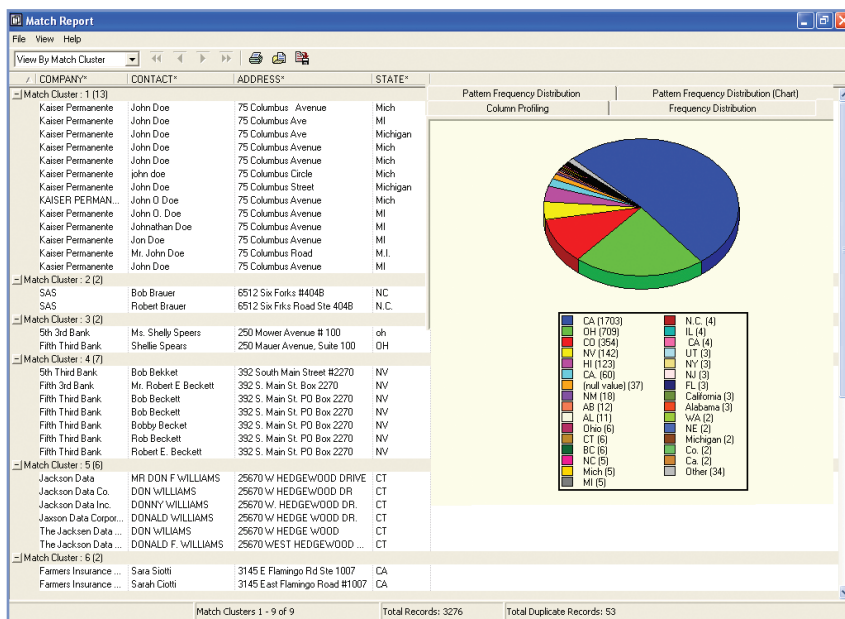 Match Report
File View Help
View By Match Cluster
/ COMPANY* CONTACT* ADDRESS* STATE*
Match Cluster : 1 (13)
Kaiser Permanente John Doe 75 Columbus Avenue Mich
Kaiser Permanente John Doe 75 Columbus Ave MI
Kaiser Permanente John Doe 75 Columbus Ave Michigan
Kaiser Permanente John Doe 75 Columbus Avenue Mich
Kaiser Permanente John Doe 75 Columbus Avenue Mich
Kaiser Permanente john doe 75 Columbus Circle Mich
Kaiser Permanente John Doe 75 Columbus Street Michigan
KAISER PERMAN... John O Doe 75 Columbus Avenue Mich
Kaiser Permanente John O. Doe 75 Columbus Avenue MI
Kaiser Permanente Johnathan Doe 75 Columbus Avenue MI
Kaiser Permanente Jon Doe 75 Columbus Avenue MI
Kaiser Permanente Mr. John Doe 75 Columbus Road M.I.
Kasier Permanente John Doe 75 Columbus Avenue MI
Match Cluster : 2 (2)
SAS Bob Brauer 6512 Six Forks #404B NC
SAS Robert Brauer 6512 Six Frks Road Ste 404B N.C.
Match Cluster : 3 (2)
5th 3rd Bank Ms. Shelly Speers 250 Mower Avenue # 100 oh
Fifth Third Bank Shellie Spears 250 Mauer Avenue, Suite 100 OH
Match Cluster : 4 (7)
5th Third Bank Bob Bekket 392 South Main Street #2270 NV
Fifth 3rd Bank Mr. Robert E Beckett 392 S. Main St. Box 2270 NV
Fifth Third Bank Bob Beckett 392 S. Main St. PO Box 2270 NV
Fifth Third Bank Bob Beckett 392 S. Main St. PO Box 2270 NV
Fifth Third Bank Bobby Becket 392 S. Main St. PO Box 2270 NV
Fifth Third Bank Rob Beckett 392 S. Main St. PO Box 2270 NV
Fifth Third Bank Robert E. Beckett 392 S. Main St. PO Box 2270 NV
Match Cluster : 5 (6)
Jackson Data MR DON F WILLIAMS 25670 W HEDGEWOOD DRIVE CT
Jackson Data Co. DON WILLIAMS 25670 W HEDGEWOOD DR CT
Jackson Data Inc. DONNY WILLIAMS 25670 W. HEDGEWOOD DR. CT
Jaxson Data Corpor... DONALD WILLIAMS 25670 W HEDGEWOOD DR. CT
The Jacksen Data ... DON WILIAMS 25670 W HEDGE WOOD CT
The Jackson Data ... DONALD F. WILLIAMS 25670 WEST HEDGEWOOD ... CT
Match Cluster : 6 (2)
Farmers Insurance ... Sara Siotti 3145 E Flamingo Rd Ste 1007 CA
Farmers Insurance ... Sarah Ciotti 3145 East Flamingo Road #1007 CA
Pattern Frequency Distribution Pattern Frequency Distribution (Chart)
Column Profiling Frequency Distribution
CA (1703) N.C. (4)
OH (709) IL (4)
CO (354) CA (4)
NV (142) UT (3)
HI (123) NY (3)
CA. (60) NJ (3)
(null value) (37) FL (3)
NM (18) California (3)
AB (12) Alabama (3)
AL (11) WA (2)
Ohio (6) NE (2)
CT (6) Michigan (2)
BC (6) Co. (2)
NC (5) Ca. (2)
Mich (5) Other (34)
MI (5)
Match Clusters 1 - 9 of 9 Total Records: 3276 Total Duplicate Records: 53